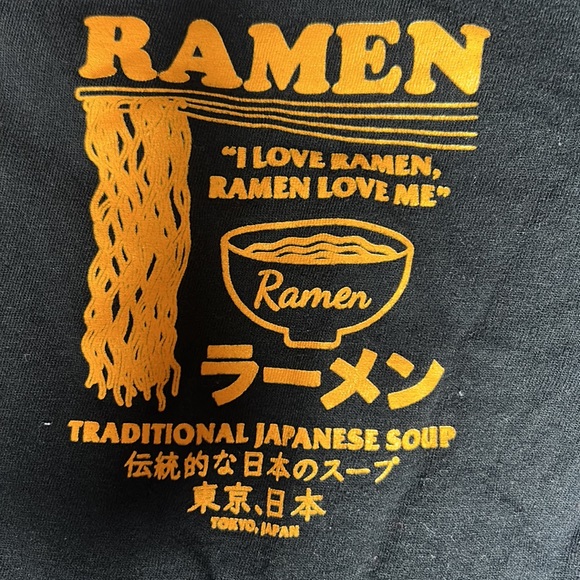 RAMEN
"I LOVE RAMEN,
RAMEN LOVE ME"
Ramen
ラーメン
TRADITIONAL JAPANESE SOUP
伝統的な日本のスープ
東京、日本
TOKYO, JAPAN